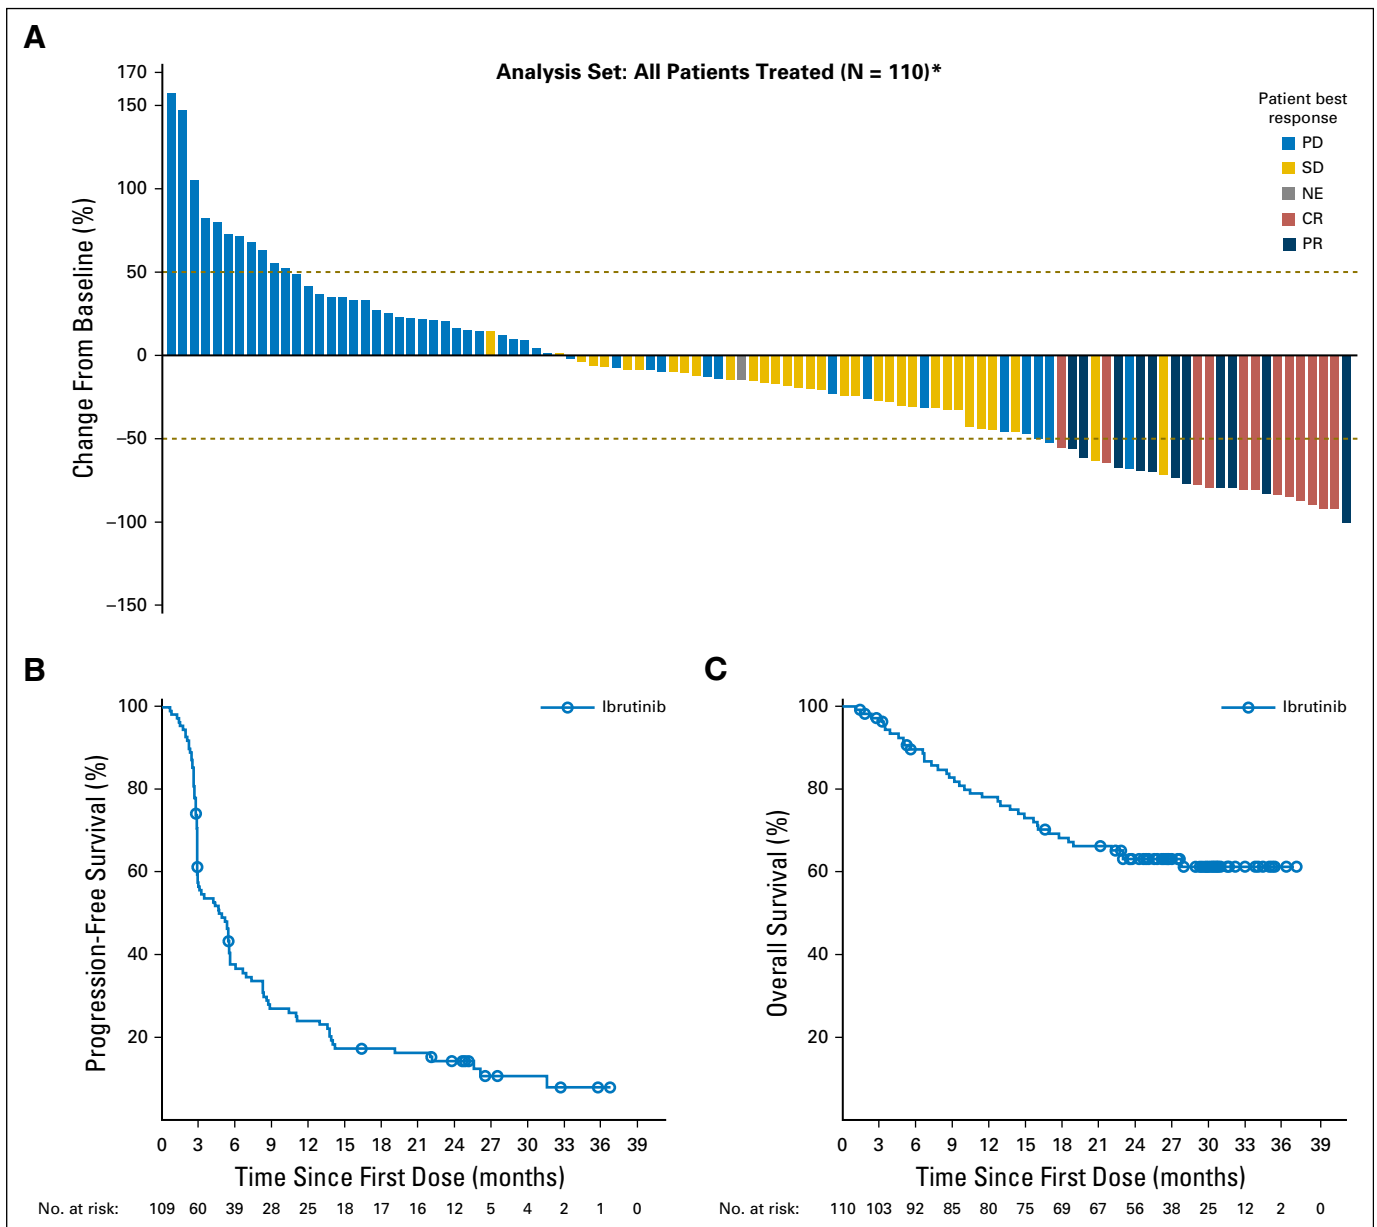 A
Analysis Set: All Patients Treated (N = 110)*
Patient best
response
PD
SD
NE
CR
PR
Change From Baseline (%)
170
150
100
50
0
−50
−100
−150
B
Ibrutinib
Progression-Free Survival (%)
100
80
60
40
20
0 3 6 9 12 15 18 21 24 27 30 33 36 39
Time Since First Dose (months)
No. at risk: 109 60 39 28 25 18 17 16 12 5 4 2 1 0
C
Ibrutinib
Overall Survival (%)
100
80
60
40
20
0 3 6 9 12 15 18 21 24 27 30 33 36 39
Time Since First Dose (months)
No. at risk: 110 103 92 85 80 75 69 67 56 38 25 12 2 0